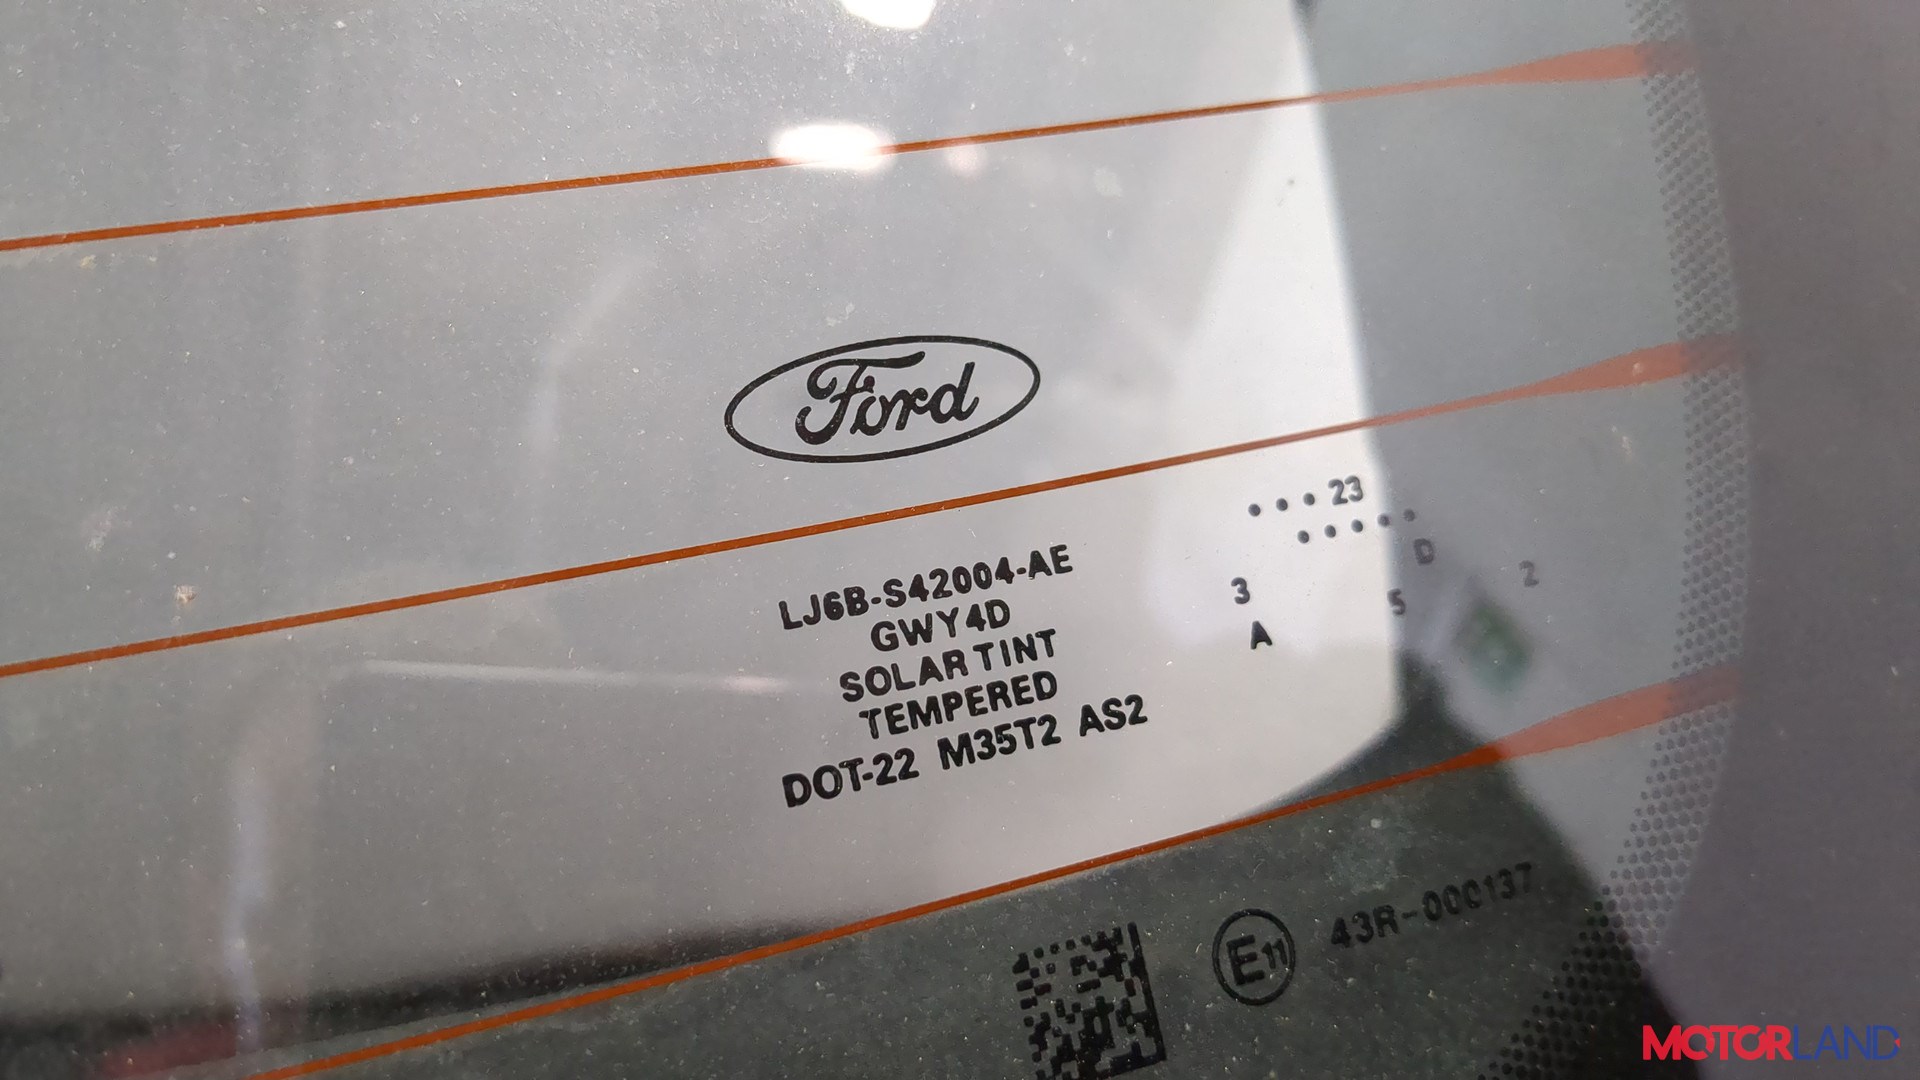 Ford
• • • 23
• • • • •
LJ6B-S42004-AE
GWY4D
SOLAR TINT
TEMPERED
DOT-22 M35T2 AS2
D
3 5 2
A
E11 43R-000137
MOTORLAND